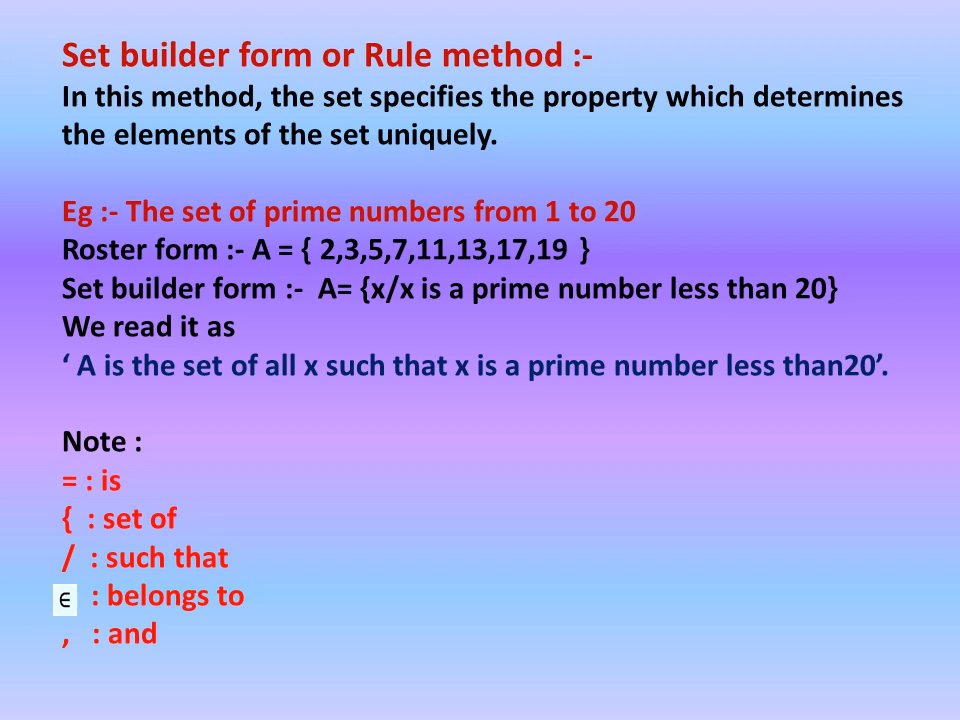 Set builder form or Rule method :-
In this method, the set specifies the property which determines
the elements of the set uniquely.
Eg :- The set of prime numbers from 1 to 20
Roster form :- A = { 2,3,5,7,11,13,17,19 }
Set builder form :- A= {x/x is a prime number less than 20}
We read it as
‘ A is the set of all x such that x is a prime number less than20’.
Note :
= : is
{ : set of
/ : such that
∈ : belongs to
, : and